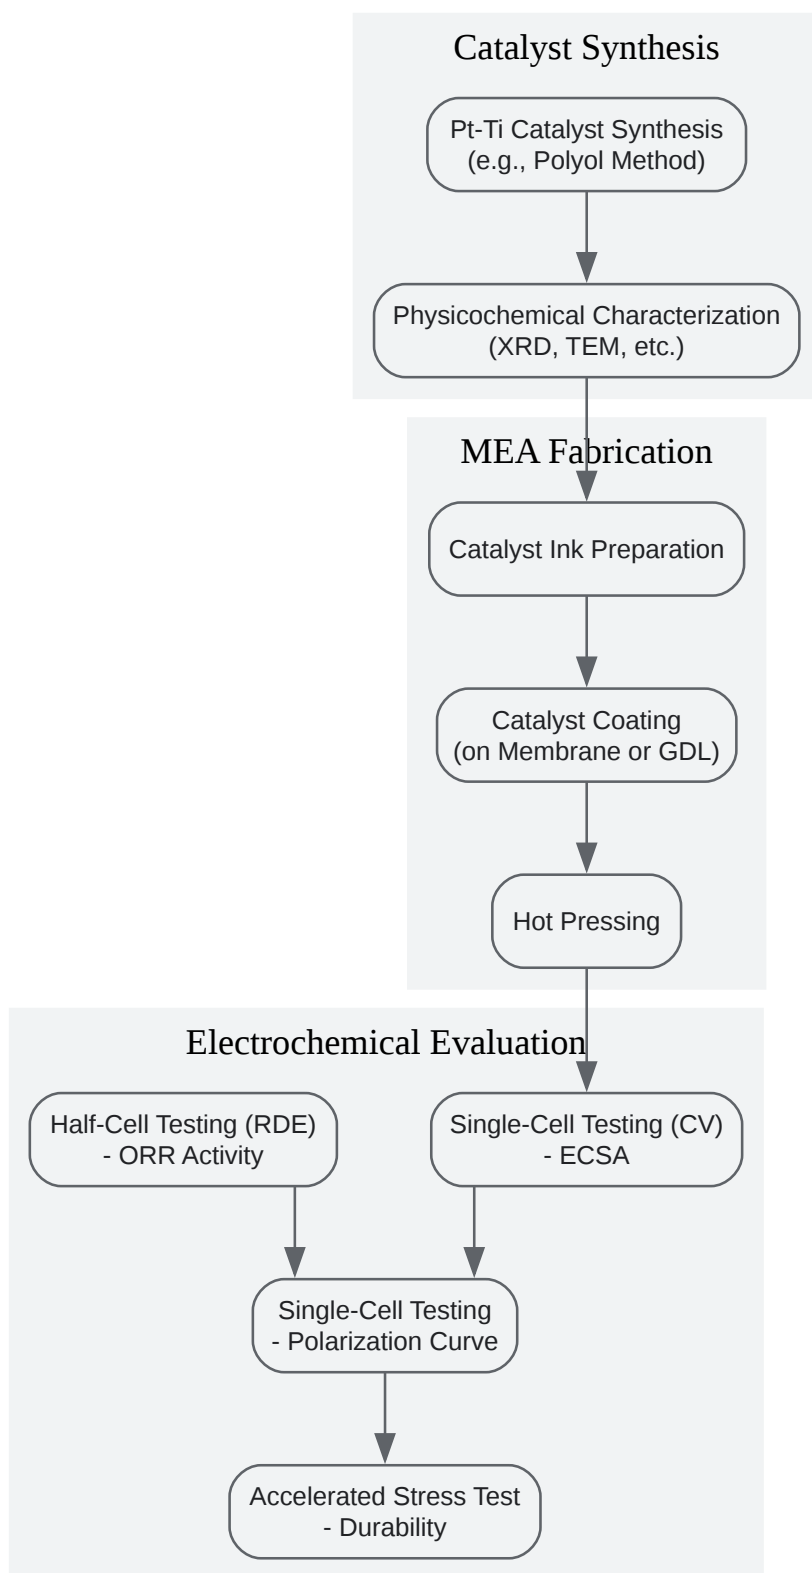 Catalyst Synthesis
Pt-Ti Catalyst Synthesis
(e.g., Polyol Method)
Physicochemical Characterization
(XRD, TEM, etc.)
MEA Fabrication
Catalyst Ink Preparation
Catalyst Coating
(on Membrane or GDL)
Hot Pressing
Electrochemical Evaluation
Half-Cell Testing (RDE)
- ORR Activity
Single-Cell Testing (CV)
- ECSA
Single-Cell Testing
- Polarization Curve
Accelerated Stress Test
- Durability